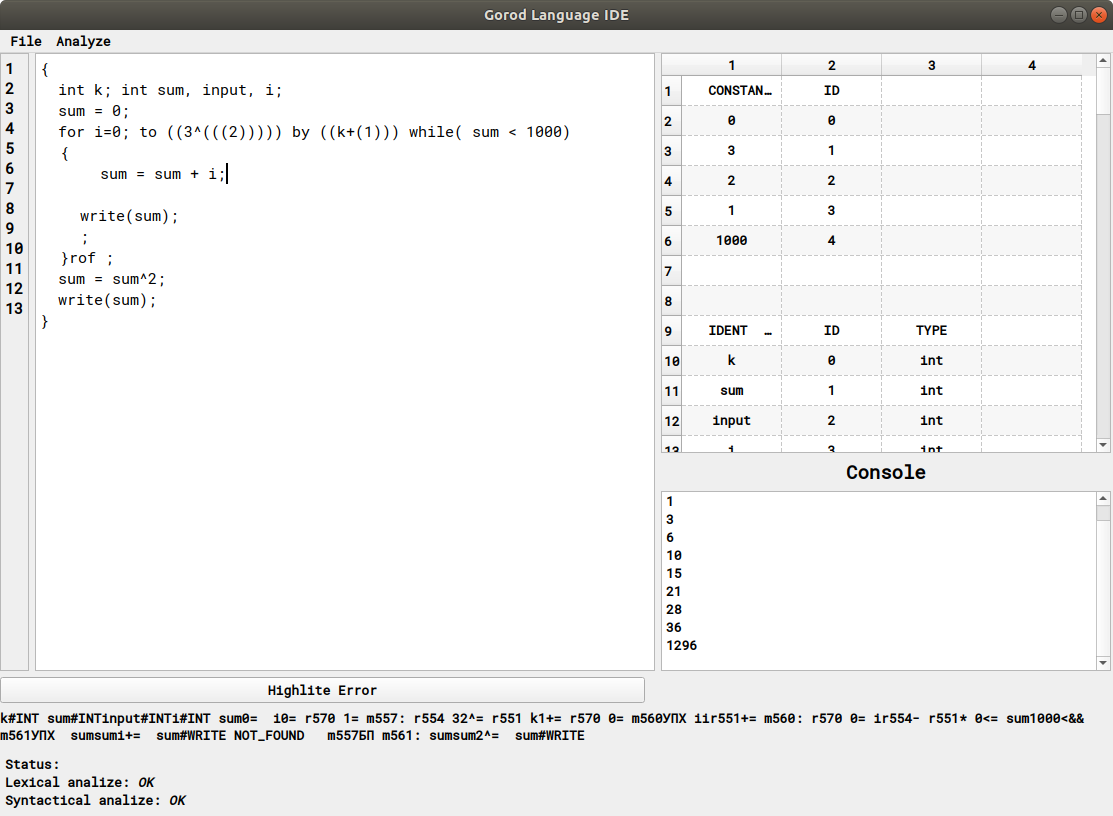 Gorod Language IDE
File Analyze
1
2
3
4
5
6
7
8
9
10
11
12
13
{
int k; int sum, input, i;
sum = 0;
for i=0; to ((3^(((2))))) by ((k+(1))) while( sum < 1000)
{
sum = sum + i;
write(sum);
;
}rof ;
sum = sum^2;
write(sum);
}
1 2 3 4
1 CONSTAN… ID
2 0 0
3 3 1
4 2 2
5 1 3
6 1000 4
7
8
9 IDENT … ID TYPE
10 k 0 int
11 sum 1 int
12 input 2 int
13 i 3 int
Console
1
3
6
10
15
21
28
36
1296
Highlite Error
k#INT sum#INTinput#INTi#INT sum0= i0= r570 1= m557: r554 32^= r551 k1+= r570 0= m560УПХ iir551+= m560: r570 0= ir554- r551* 0<= sum1000<&&
m561УПХ sumsumi+= sum#WRITE NOT_FOUND m557БП m561: sumsum2^= sum#WRITE
Status:
Lexical analize: OK
Syntactical analize: OK